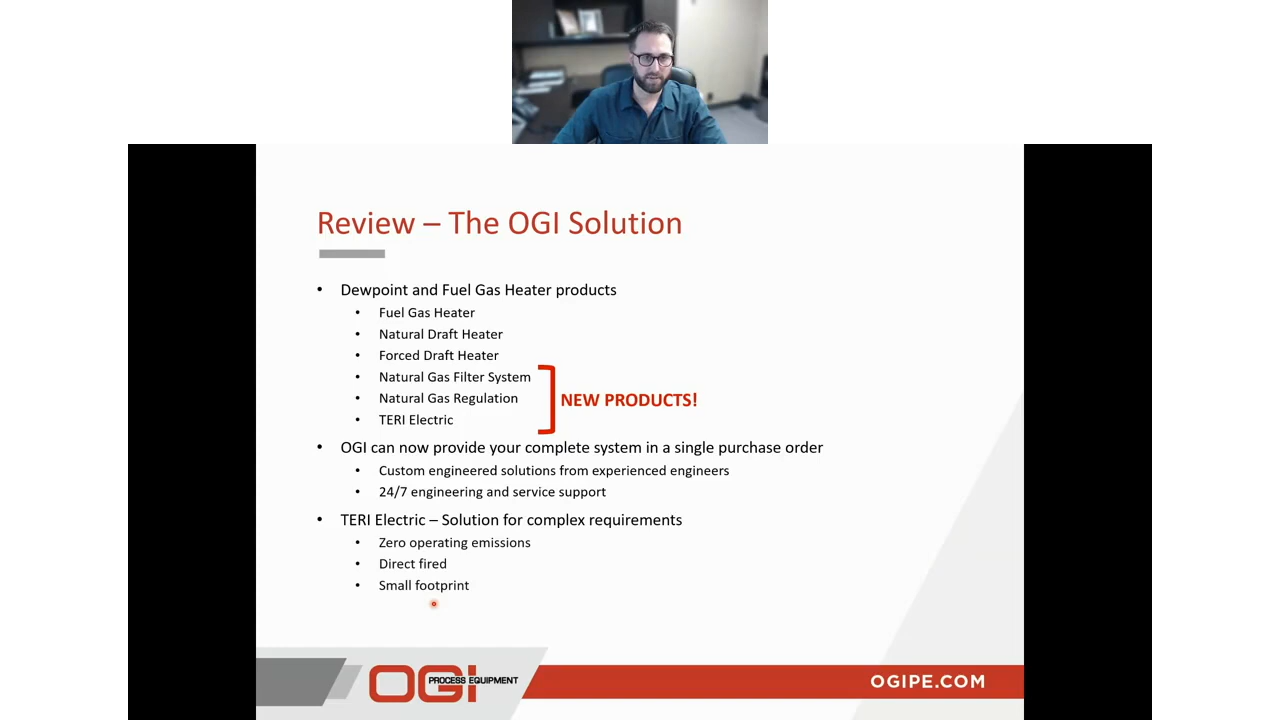 Review – The OGI Solution
• Dewpoint and Fuel Gas Heater products
• Fuel Gas Heater
• Natural Draft Heater
• Forced Draft Heater
• Natural Gas Filter System
• Natural Gas Regulation
NEW PRODUCTS!
• TERI Electric
• OGI can now provide your complete system in a single purchase order
• Custom engineered solutions from experienced engineers
• 24/7 engineering and service support
• TERI Electric – Solution for complex requirements
• Zero operating emissions
• Direct fired
• Small footprint
OGI PROCESS EQUIPMENT
OGIPE.COM